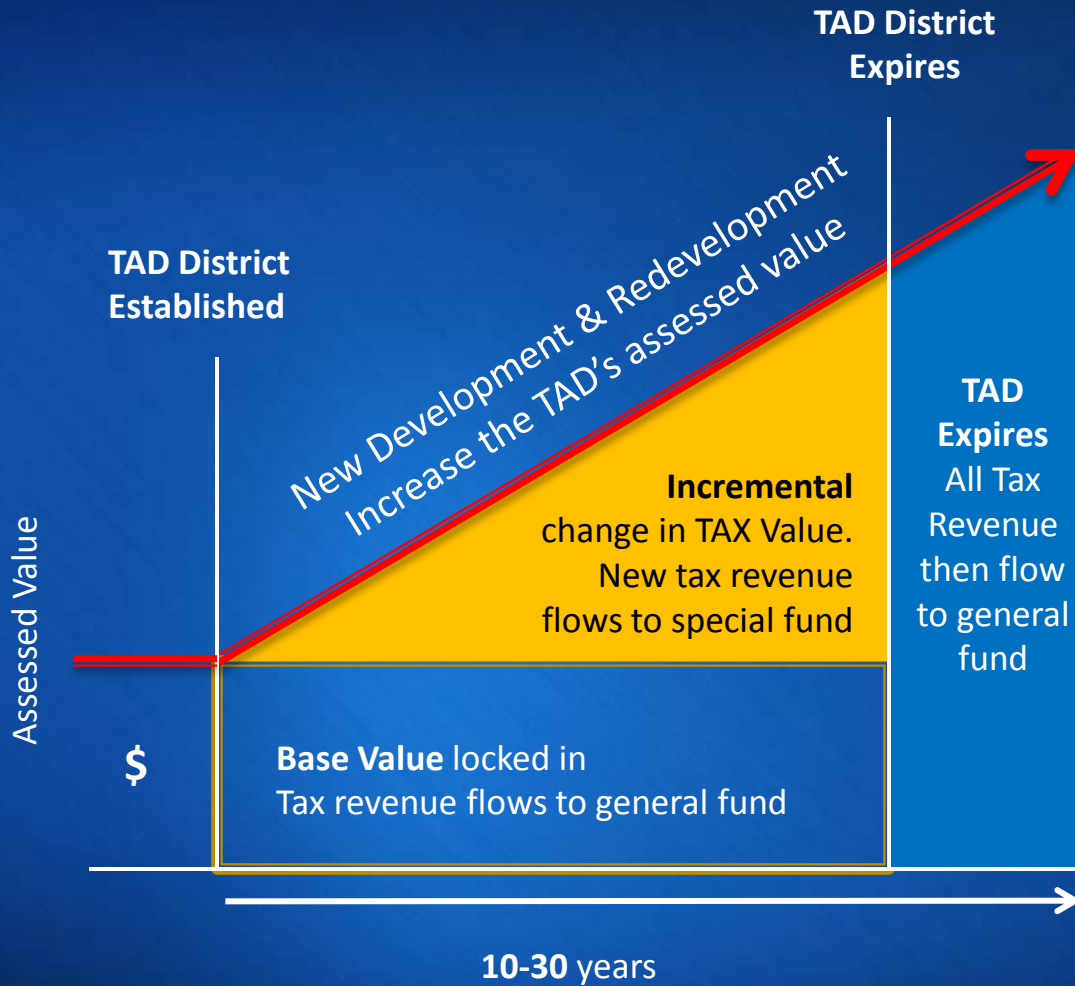 TAD District
Expires
TAD District
Established
New Development & Redevelopment
Increase the TAD's assessed value
Incremental
change in TAX Value.
New tax revenue
flows to special fund
TAD
Expires
All Tax
Revenue
then flow
to general
fund
Assessed Value
$
Base Value locked in
Tax revenue flows to general fund
10-30 years